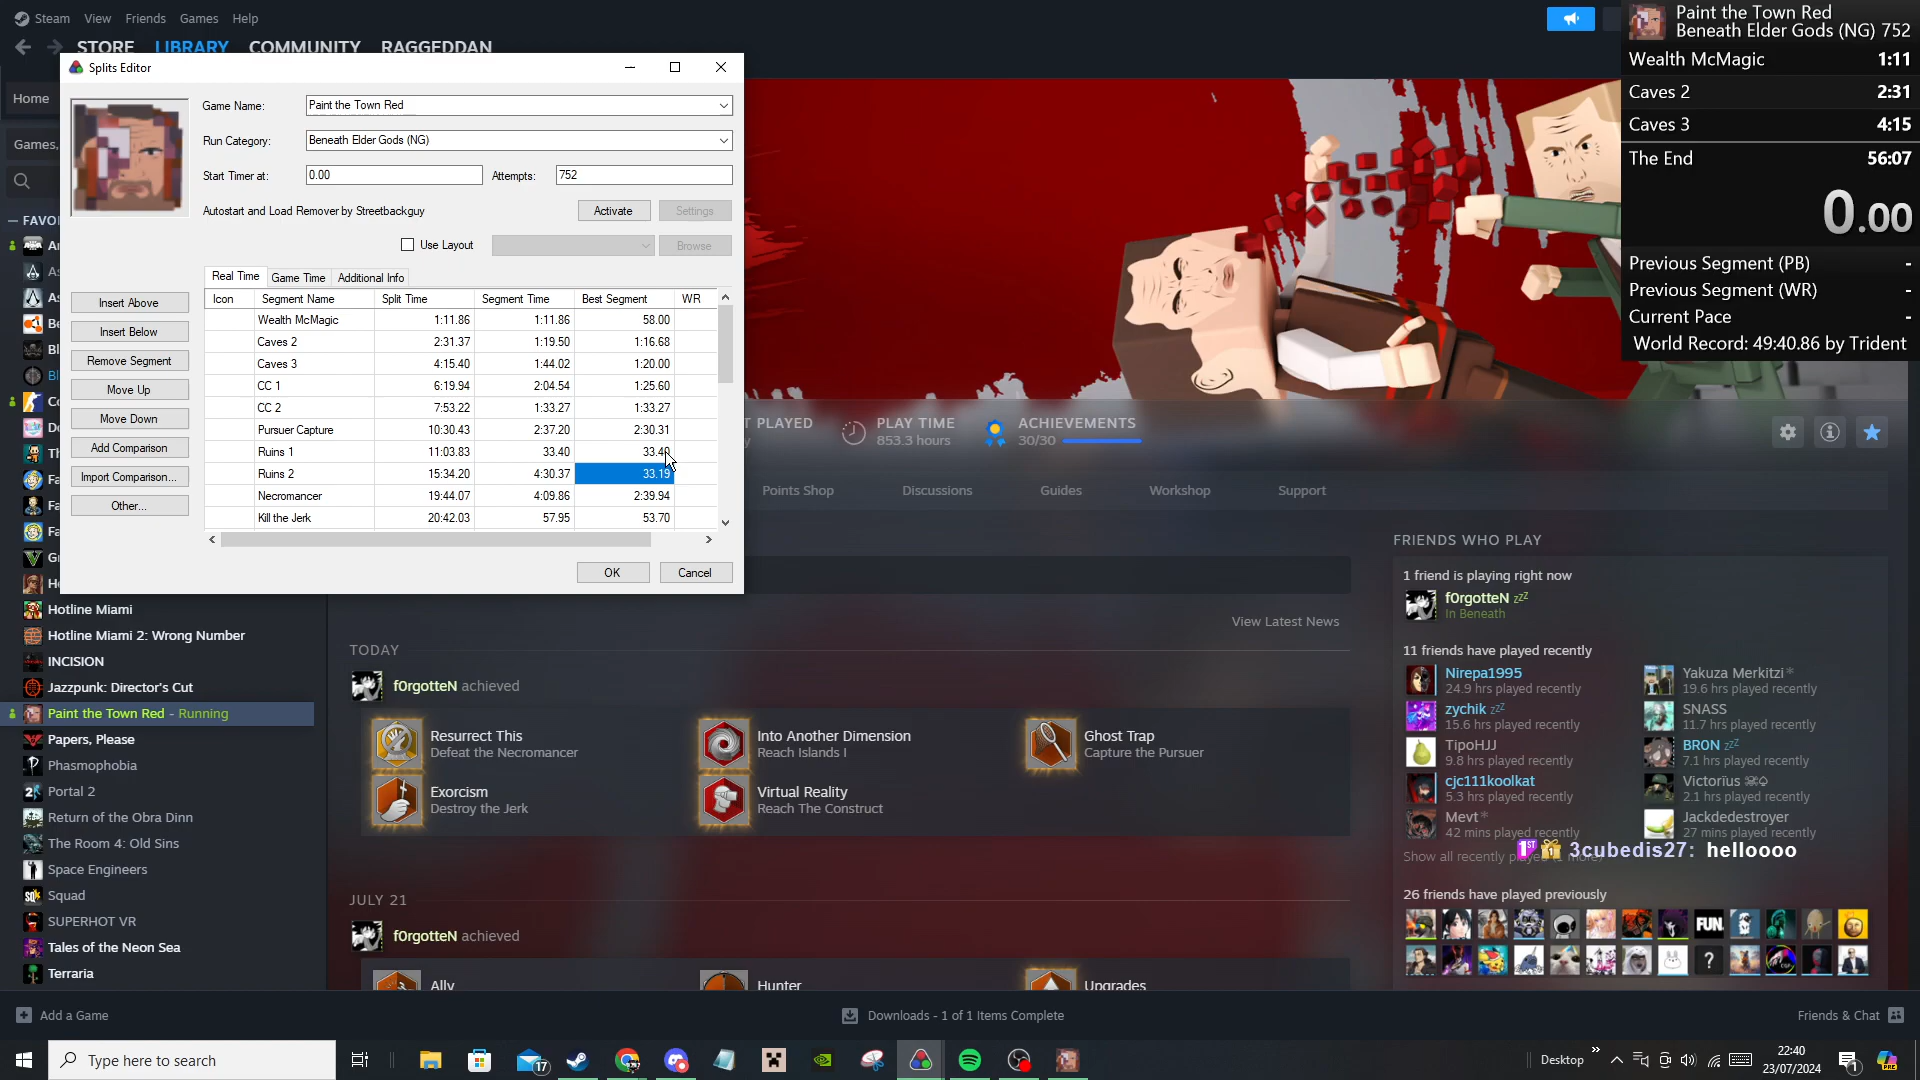 Steam View Friends Games Help
STORE LIBRARY COMMUNITY RAGGEDDAN
Home
Games,
FAVO
Splits Editor
Game Name: Paint the Town Red
Run Category: Beneath Elder Gods (NG)
Start Timer at: 0.00 Attempts: 752
Autostart and Load Remover by Streetbackguy Activate Settings
Use Layout Browse
Real Time Game Time Additional Info
Icon Segment Name Split Time Segment Time Best Segment WR
Wealth McMagic 1:11.86 1:11.86 58.00
Caves 2 2:31.37 1:19.50 1:16.68
Caves 3 4:15.40 1:44.02 1:20.00
CC 1 6:19.94 2:04.54 1:25.60
CC 2 7:53.22 1:33.27 1:33.27
Pursuer Capture 10:30.43 2:37.20 2:30.31
Ruins 1 11:03.83 33.40 33.40
Ruins 2 15:34.20 4:30.37 33.19
Necromancer 19:44.07 4:09.86 2:39.94
Kill the Jerk 20:42.03 57.95 53.70
Insert Above
Insert Below
Remove Segment
Move Up
Move Down
Add Comparison
Import Comparison...
Other...
OK Cancel
Paint the Town Red
Beneath Elder Gods (NG) 752
Wealth McMagic 1:11
Caves 2 2:31
Caves 3 4:15
The End 56:07
0.00
Previous Segment (PB) -
Previous Segment (WR) -
Current Pace -
World Record: 49:40.86 by Trident
T PLAYED
PLAY TIME
853.3 hours
ACHIEVEMENTS
30/30
Points Shop Discussions Guides Workshop Support
View Latest News
TODAY
f0rgotteN achieved
Resurrect This
Defeat the Necromancer
Into Another Dimension
Reach Islands I
Ghost Trap
Capture the Pursuer
Exorcism
Destroy the Jerk
Virtual Reality
Reach The Construct
JULY 21
f0rgotteN achieved
Ally Hunter Upgrades
FRIENDS WHO PLAY
1 friend is playing right now
f0rgotteN zzZ
In Beneath
11 friends have played recently
Nirepa1995
24.9 hrs played recently
Yakuza Merkitzi*
19.6 hrs played recently
zychik zzZ
15.6 hrs played recently
SNASS
11.7 hrs played recently
TipoHJJ
9.8 hrs played recently
BR0N zzZ
7.1 hrs played recently
cjc111koolkat
5.3 hrs played recently
Victorïus
2.1 hrs played recently
Mevt*
42 mins played recently
Jackdedestroyer
27 mins played recently
Show all recently
1ST 3cubedis27: helloooo
26 friends have played previously
FUN.
?
Hotline Miami
Hotline Miami 2: Wrong Number
INCISION
Jazzpunk: Director's Cut
Paint the Town Red - Running
Papers, Please
Phasmophobia
Portal 2
Return of the Obra Dinn
The Room 4: Old Sins
Space Engineers
Squad
SUPERHOT VR
Tales of the Neon Sea
Terraria
Add a Game
Downloads - 1 of 1 Items Complete
Friends & Chat
Type here to search
17
Desktop
22:40
23/07/2024
1